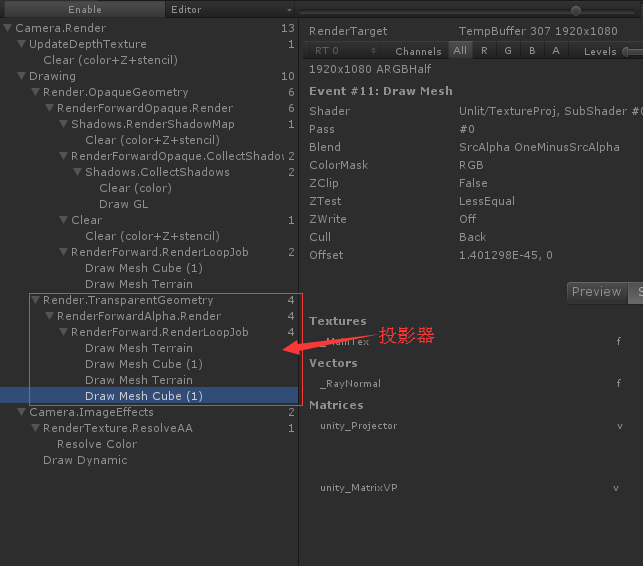 Enable
Editor
Camera.Render 13
UpdateDepthTexture 1
Clear (color+Z+stencil)
Drawing 10
Render.OpaqueGeometry 6
RenderForwardOpaque.Render 6
Shadows.RenderShadowMap 1
Clear (color+Z+stencil)
RenderForwardOpaque.CollectShadow 2
Shadows.CollectShadows 2
Clear (color)
Draw GL
Clear 1
Clear (color+Z+stencil)
RenderForward.RenderLoopJob 2
Draw Mesh Cube (1)
Draw Mesh Terrain
Render.TransparentGeometry 4
RenderForwardAlpha.Render 4
RenderForward.RenderLoopJob 4
Draw Mesh Terrain
Draw Mesh Cube (1)
Draw Mesh Terrain
Draw Mesh Cube (1)
Camera.ImageEffects 2
RenderTexture.ResolveAA 1
Resolve Color
Draw Dynamic
RenderTarget TempBuffer 307 1920x1080
RT 0 Channels All R G B A Levels
1920x1080 ARGBHalf
Event #11: Draw Mesh
Shader Unlit/TextureProj, SubShader #0
Pass #0
Blend SrcAlpha OneMinusSrcAlpha
ColorMask RGB
ZClip False
ZTest LessEqual
ZWrite Off
Cull Back
Offset 1.401298E-45, 0
Preview S
Textures
投影器
_MainTex f
Vectors
_RayNormal f
Matrices
unity_Projector v
unity_MatrixVP v